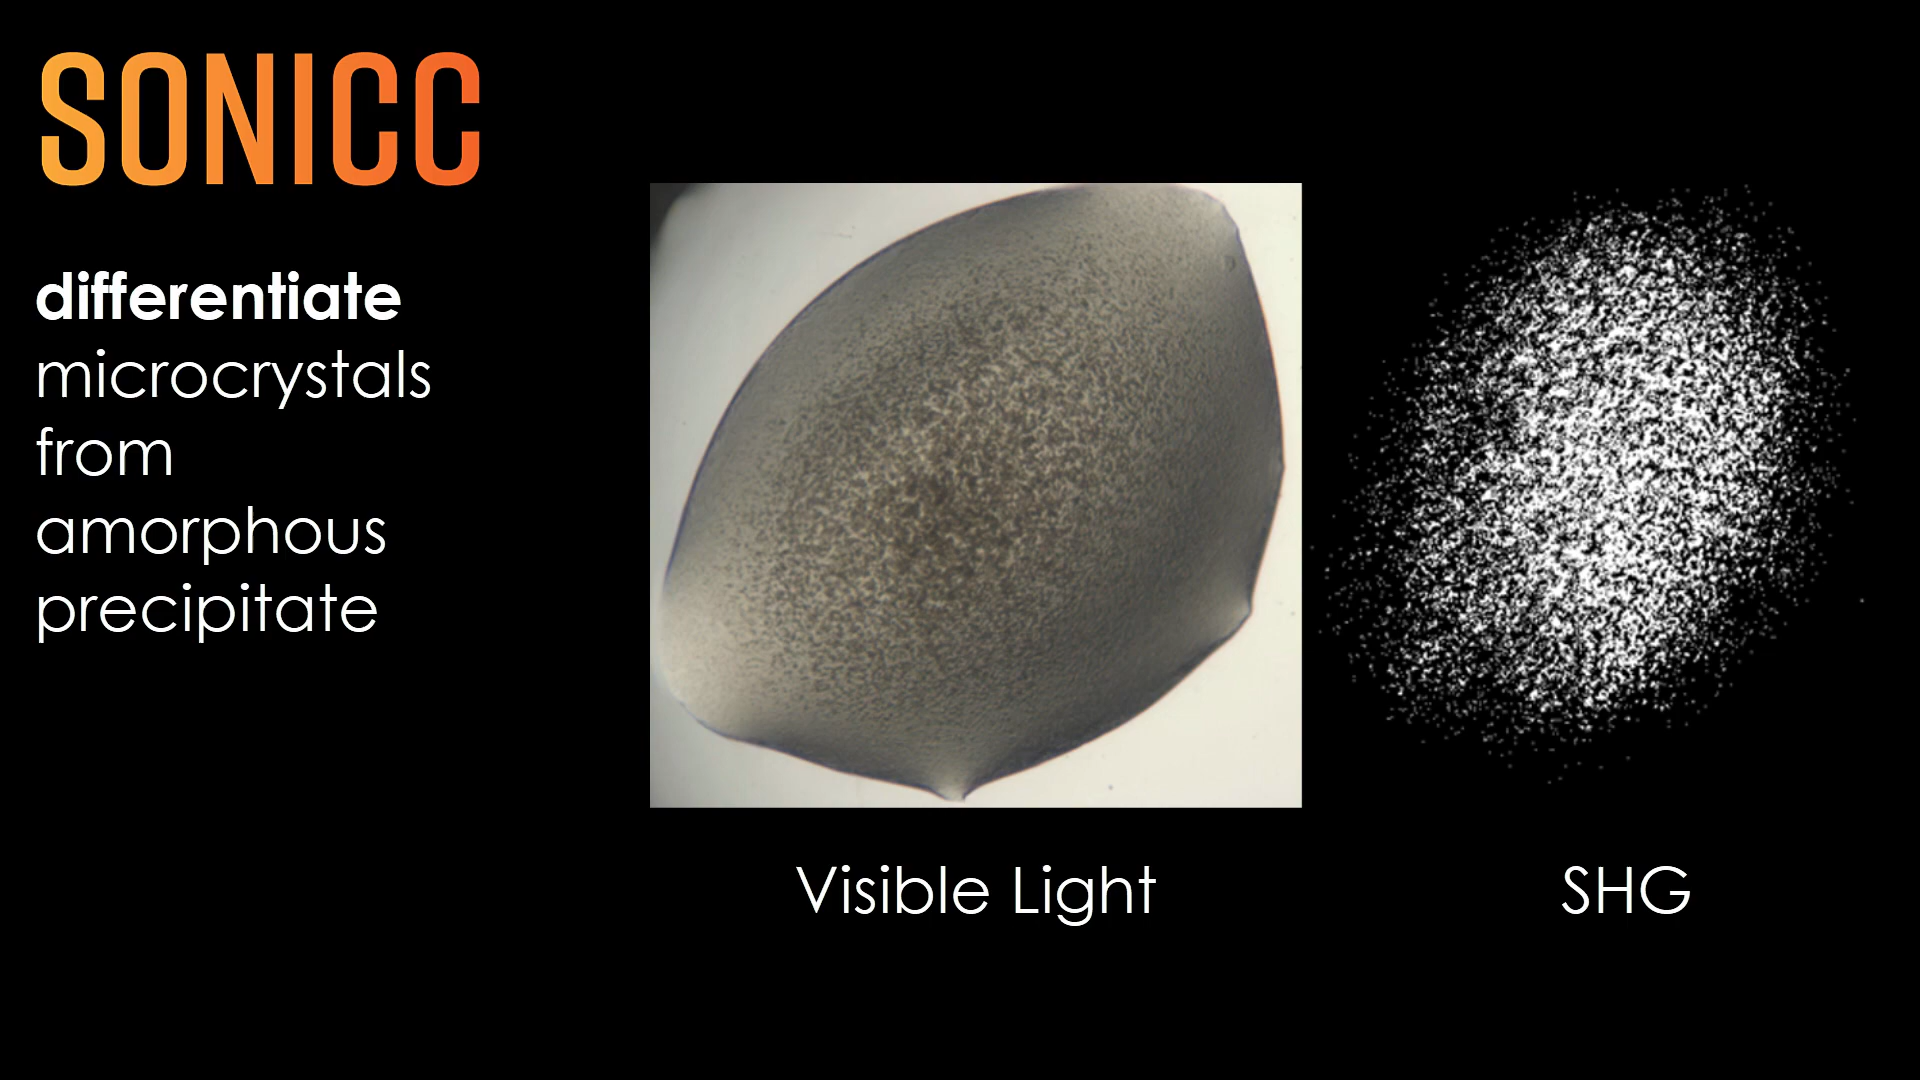 SONICC
differentiate
microcrystals
from
amorphous
precipitate
Visible Light
SHG